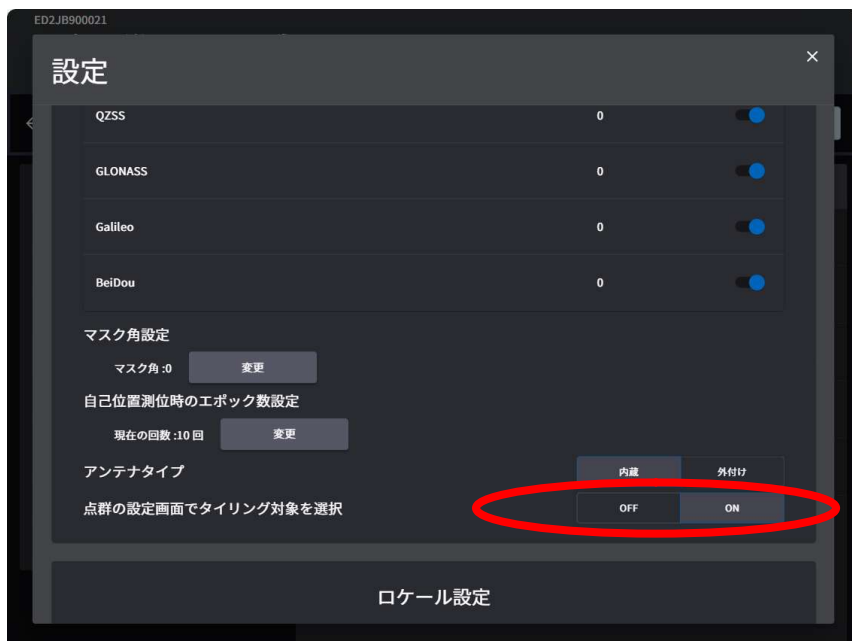 ED2JB900021
設定
×
QZSS 0
GLONASS 0
Galileo 0
BeiDou 0
マスク角設定
マスク角 :0 変更
自己位置測位時のエポック数設定
現在の回数 :10 回 変更
アンテナタイプ 内蔵 外付け
点群の設定画面でタイリング対象を選択 OFF ON
ロケール設定